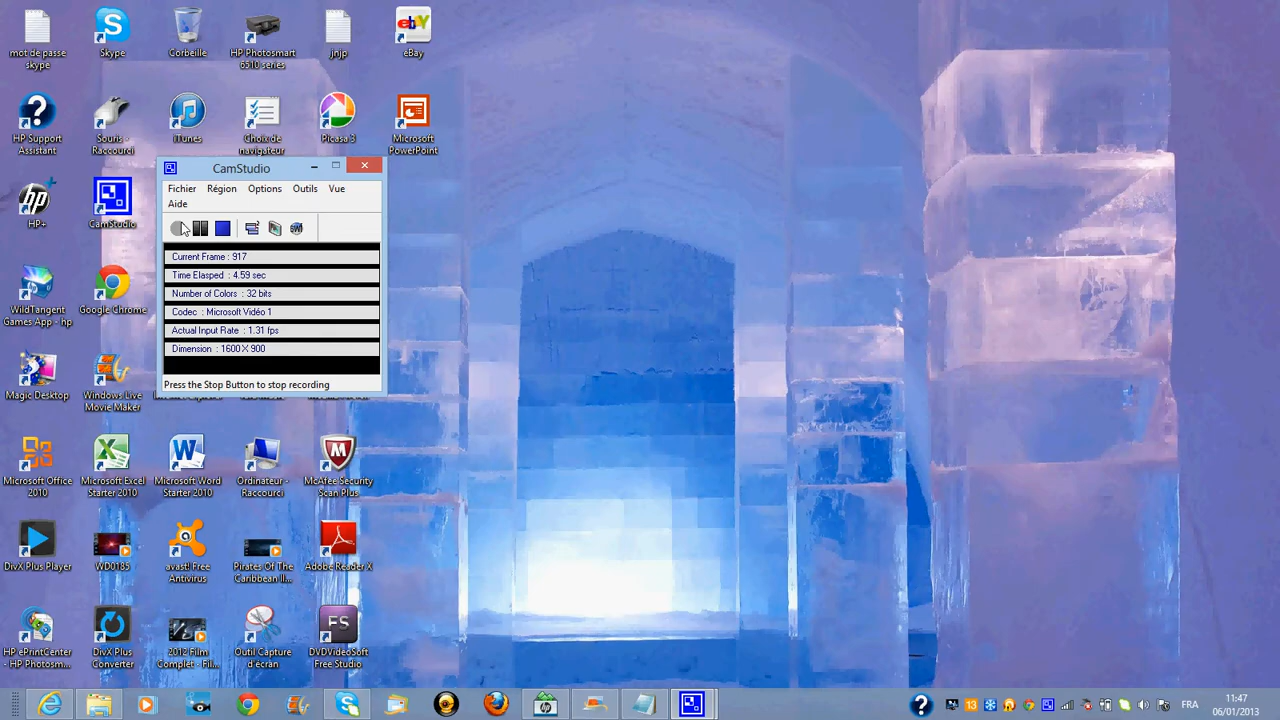 mot de passe
skype
Skype
Corbeille
HP Photosmart
6510 series
jnjp
eBay
HP Support
Assistant
Souris -
Raccourci
iTunes
Choix de
navigateur
Picasa 3
Microsoft
PowerPoint
HP+
CamStudio
CamStudio
Fichier Région Options Outils Vue
Aide
Current Frame : 917
Time Elasped : 4.59 sec
Number of Colors : 32 bits
Codec : Microsoft Vidéo 1
Actual Input Rate : 1.31 fps
Dimension : 1600 X 900
Press the Stop Button to stop recording
WildTangent
Games App - hp
Google Chrome
Magic Desktop
Windows Live
Movie Maker
Microsoft Office
2010
Microsoft Excel
Starter 2010
Microsoft Word
Starter 2010
Ordinateur -
Raccourci
McAfee Security
Scan Plus
DivX Plus Player
WD0185
avast! Free
Antivirus
Pirates Of The
Caribbean II...
Adobe Reader X
HP ePrintCenter
- HP Photosm...
DivX Plus
Converter
2012 Film
Complet - Fil...
Outil Capture
d'écran
FS
DVDVideoSoft
Free Studio
13
FRA
11:47
06/01/2013